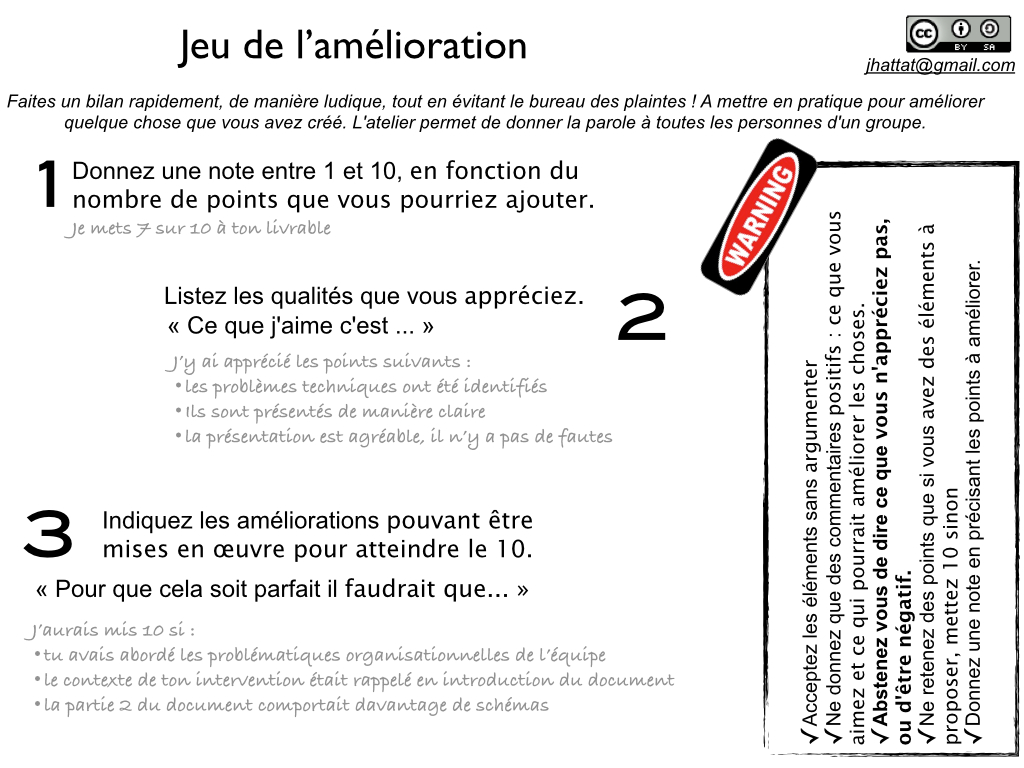 Jeu de l’amélioration
cc
BY SA
jhattat@gmail.com
Faites un bilan rapidement, de manière ludique, tout en évitant le bureau des plaintes ! A mettre en pratique pour améliorer
quelque chose que vous avez créé. L'atelier permet de donner la parole à toutes les personnes d'un groupe.
1
Donnez une note entre 1 et 10, en fonction du
nombre de points que vous pourriez ajouter.
Je mets 7 sur 10 à ton livrable
Listez les qualités que vous appréciez.
« Ce que j'aime c'est ... »
2
J’y ai apprécié les points suivants :
•les problèmes techniques ont été identifiés
•Ils sont présentés de manière claire
•la présentation est agréable, il n’y a pas de fautes
3
Indiquez les améliorations pouvant être
mises en œuvre pour atteindre le 10.
« Pour que cela soit parfait il faudrait que... »
J’aurais mis 10 si :
•tu avais abordé les problématiques organisationnelles de l’équipe
•le contexte de ton intervention était rappelé en introduction du document
•la partie 2 du document comportait davantage de schémas
WARNING
✓Acceptez les éléments sans argumenter
✓Ne donnez que des commentaires positifs : ce que vous
aimez et ce qui pourrait améliorer les choses.
✓Abstenez vous de dire ce que vous n'appréciez pas,
ou d'être négatif.
✓Ne retenez des points que si vous avez des éléments à
proposer, mettez 10 sinon
✓Donnez une note en précisant les points à améliorer.